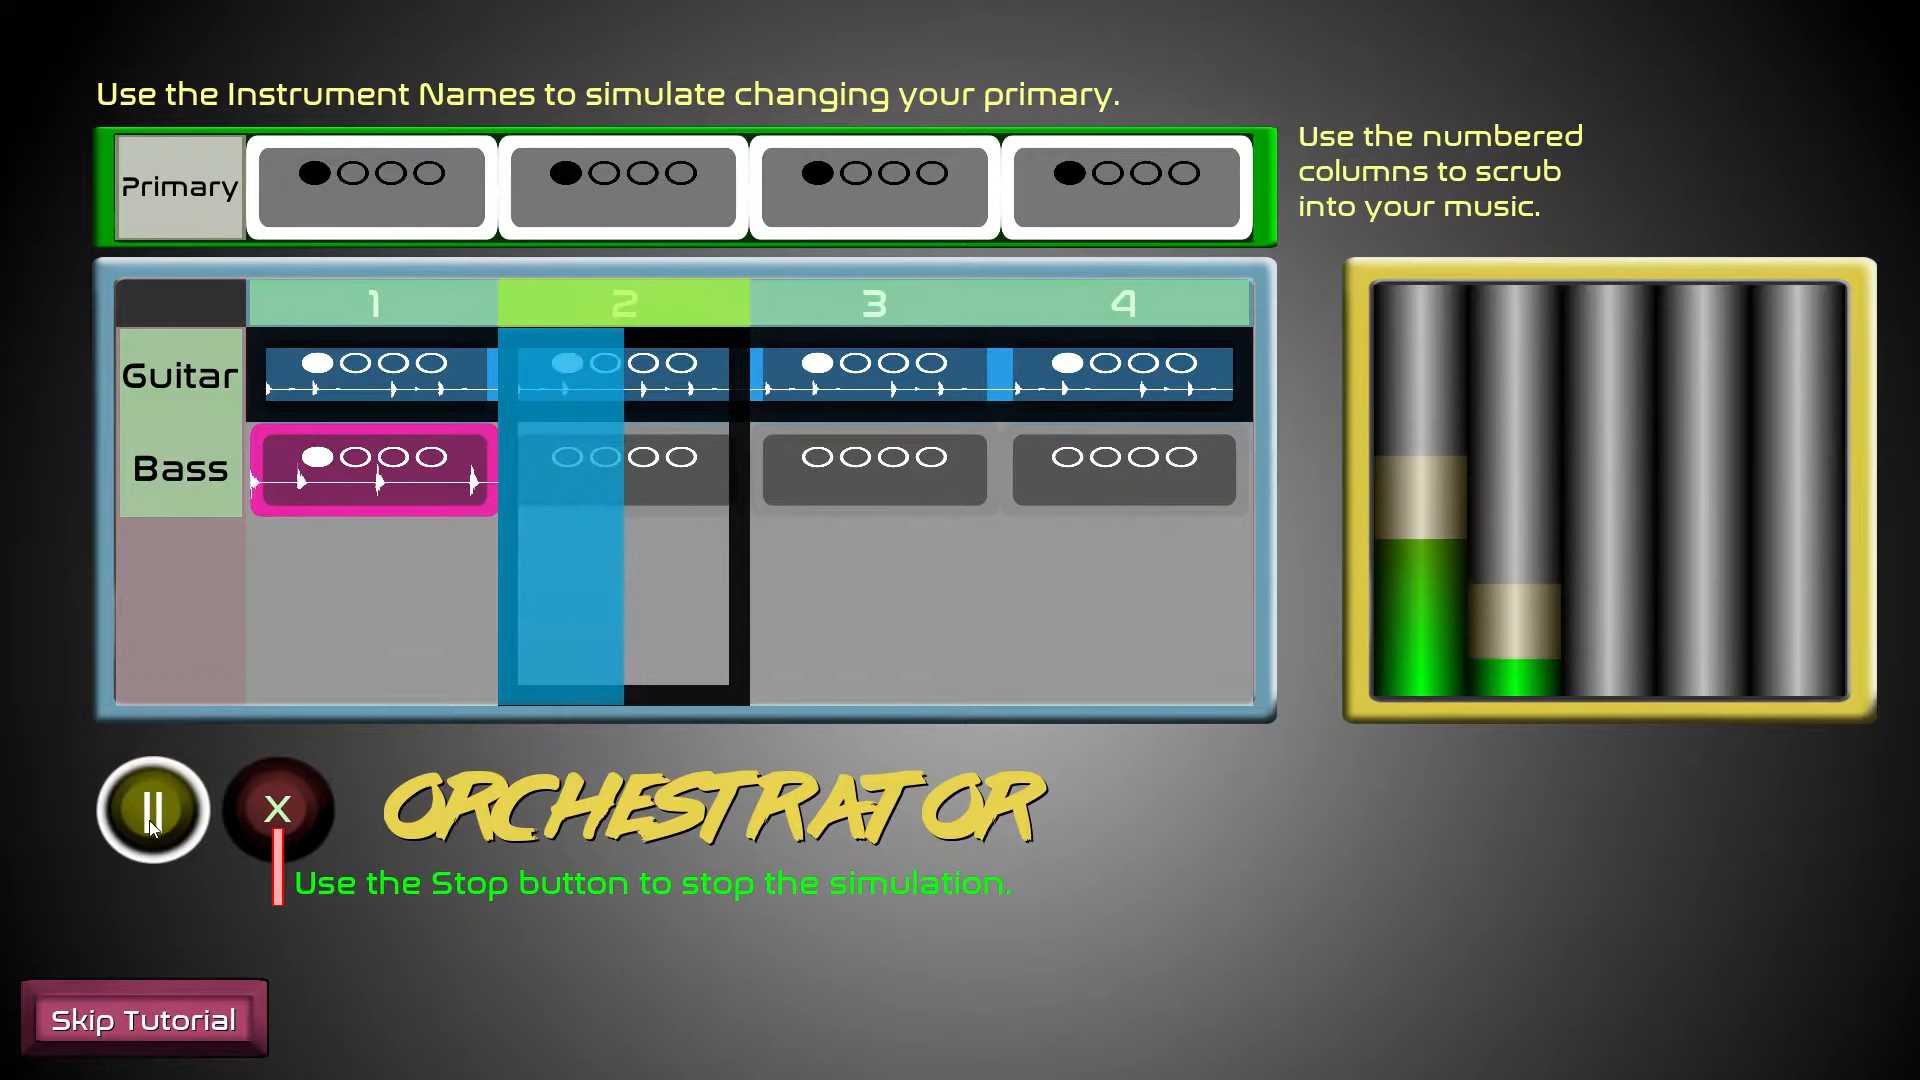 Use the Instrument Names to simulate changing your primary.
Use the numbered
columns to scrub
into your music.
Primary
1 2 3 4
Guitar
Bass
X
ORCHESTRATOR
Use the Stop button to stop the simulation.
Skip Tutorial